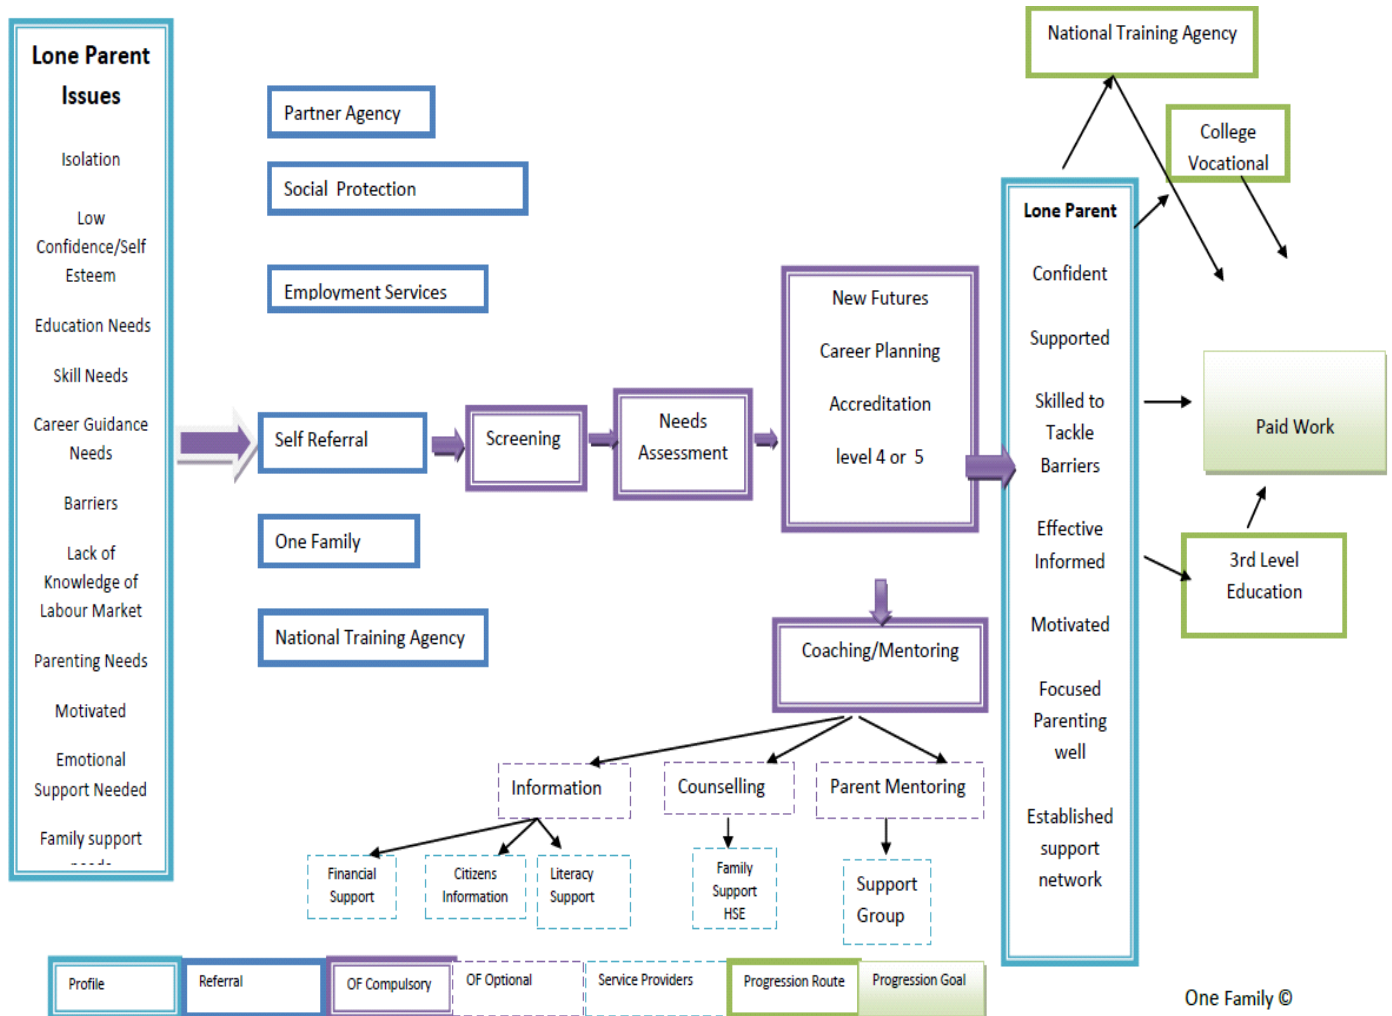 Lone Parent
Issues
Isolation
Low
Confidence/Self
Esteem
Education Needs
Skill Needs
Career Guidance
Needs
Barriers
Lack of
Knowledge of
Labour Market
Parenting Needs
Motivated
Emotional
Support Needed
Family support
Partner Agency
Social Protection
Employment Services
Self Referral
One Family
National Training Agency
Screening
Needs
Assessment
New Futures
Career Planning
Accreditation
level 4 or 5
Coaching/Mentoring
Information
Counselling
Parent Mentoring
Financial
Support
Citizens
Information
Literacy
Support
Family
Support
HSE
Support
Group
Lone Parent
Confident
Supported
Skilled to
Tackle
Barriers
Effective
Informed
Motivated
Focused
Parenting
well
Established
support
network
National Training Agency
College
Vocational
Paid Work
3rd Level
Education
Profile
Referral
OF Compulsory
OF Optional
Service Providers
Progression Route
Progression Goal
One Family ©